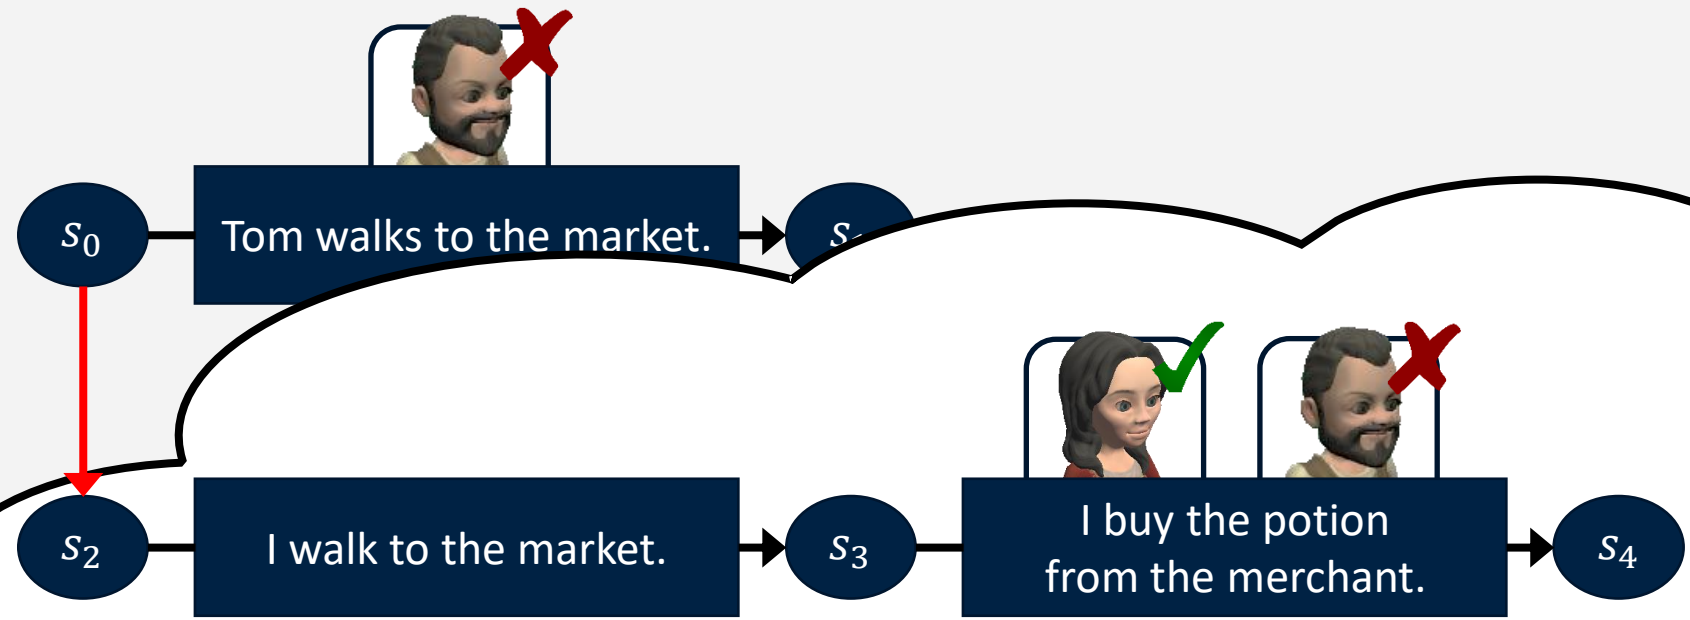 s₀
Tom walks to the market.
s₂
I walk to the market.
s₃
I buy the potion
from the merchant.
s₄